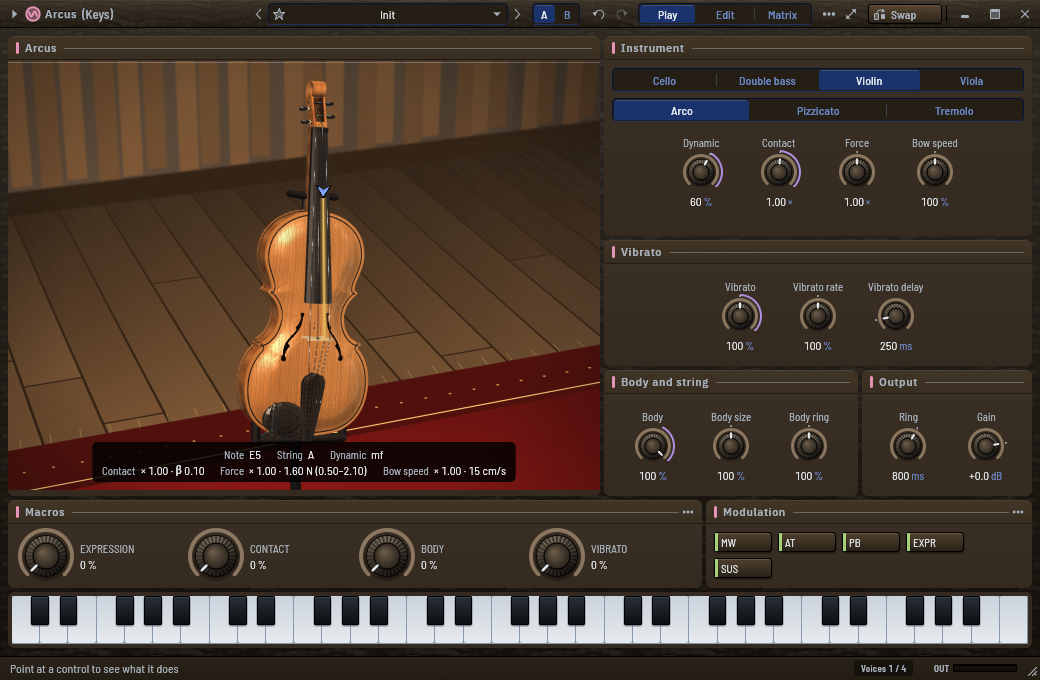 Arcus (Keys)
Init
A B
Play Edit Matrix
Swap
Arcus
Note E5 String A Dynamic mf
Contact × 1.00 · β 0.10 Force × 1.00 · 1.60 N (0.50–2.10) Bow speed × 1.00 · 15 cm/s
Instrument
Cello Double bass Violin Viola
Arco Pizzicato Tremolo
Dynamic Contact Force Bow speed
60 % 1.00 × 1.00 × 100 %
Vibrato
Vibrato Vibrato rate Vibrato delay
100 % 100 % 250 ms
Body and string
Body Body size Body ring
100 % 100 % 100 %
Output
Ring Gain
800 ms +0.0 dB
Macros
EXPRESSION
0 %
CONTACT
0 %
BODY
0 %
VIBRATO
0 %
Modulation
MW AT PB EXPR
SUS
Point at a control to see what it does
Voices 1 / 4
OUT